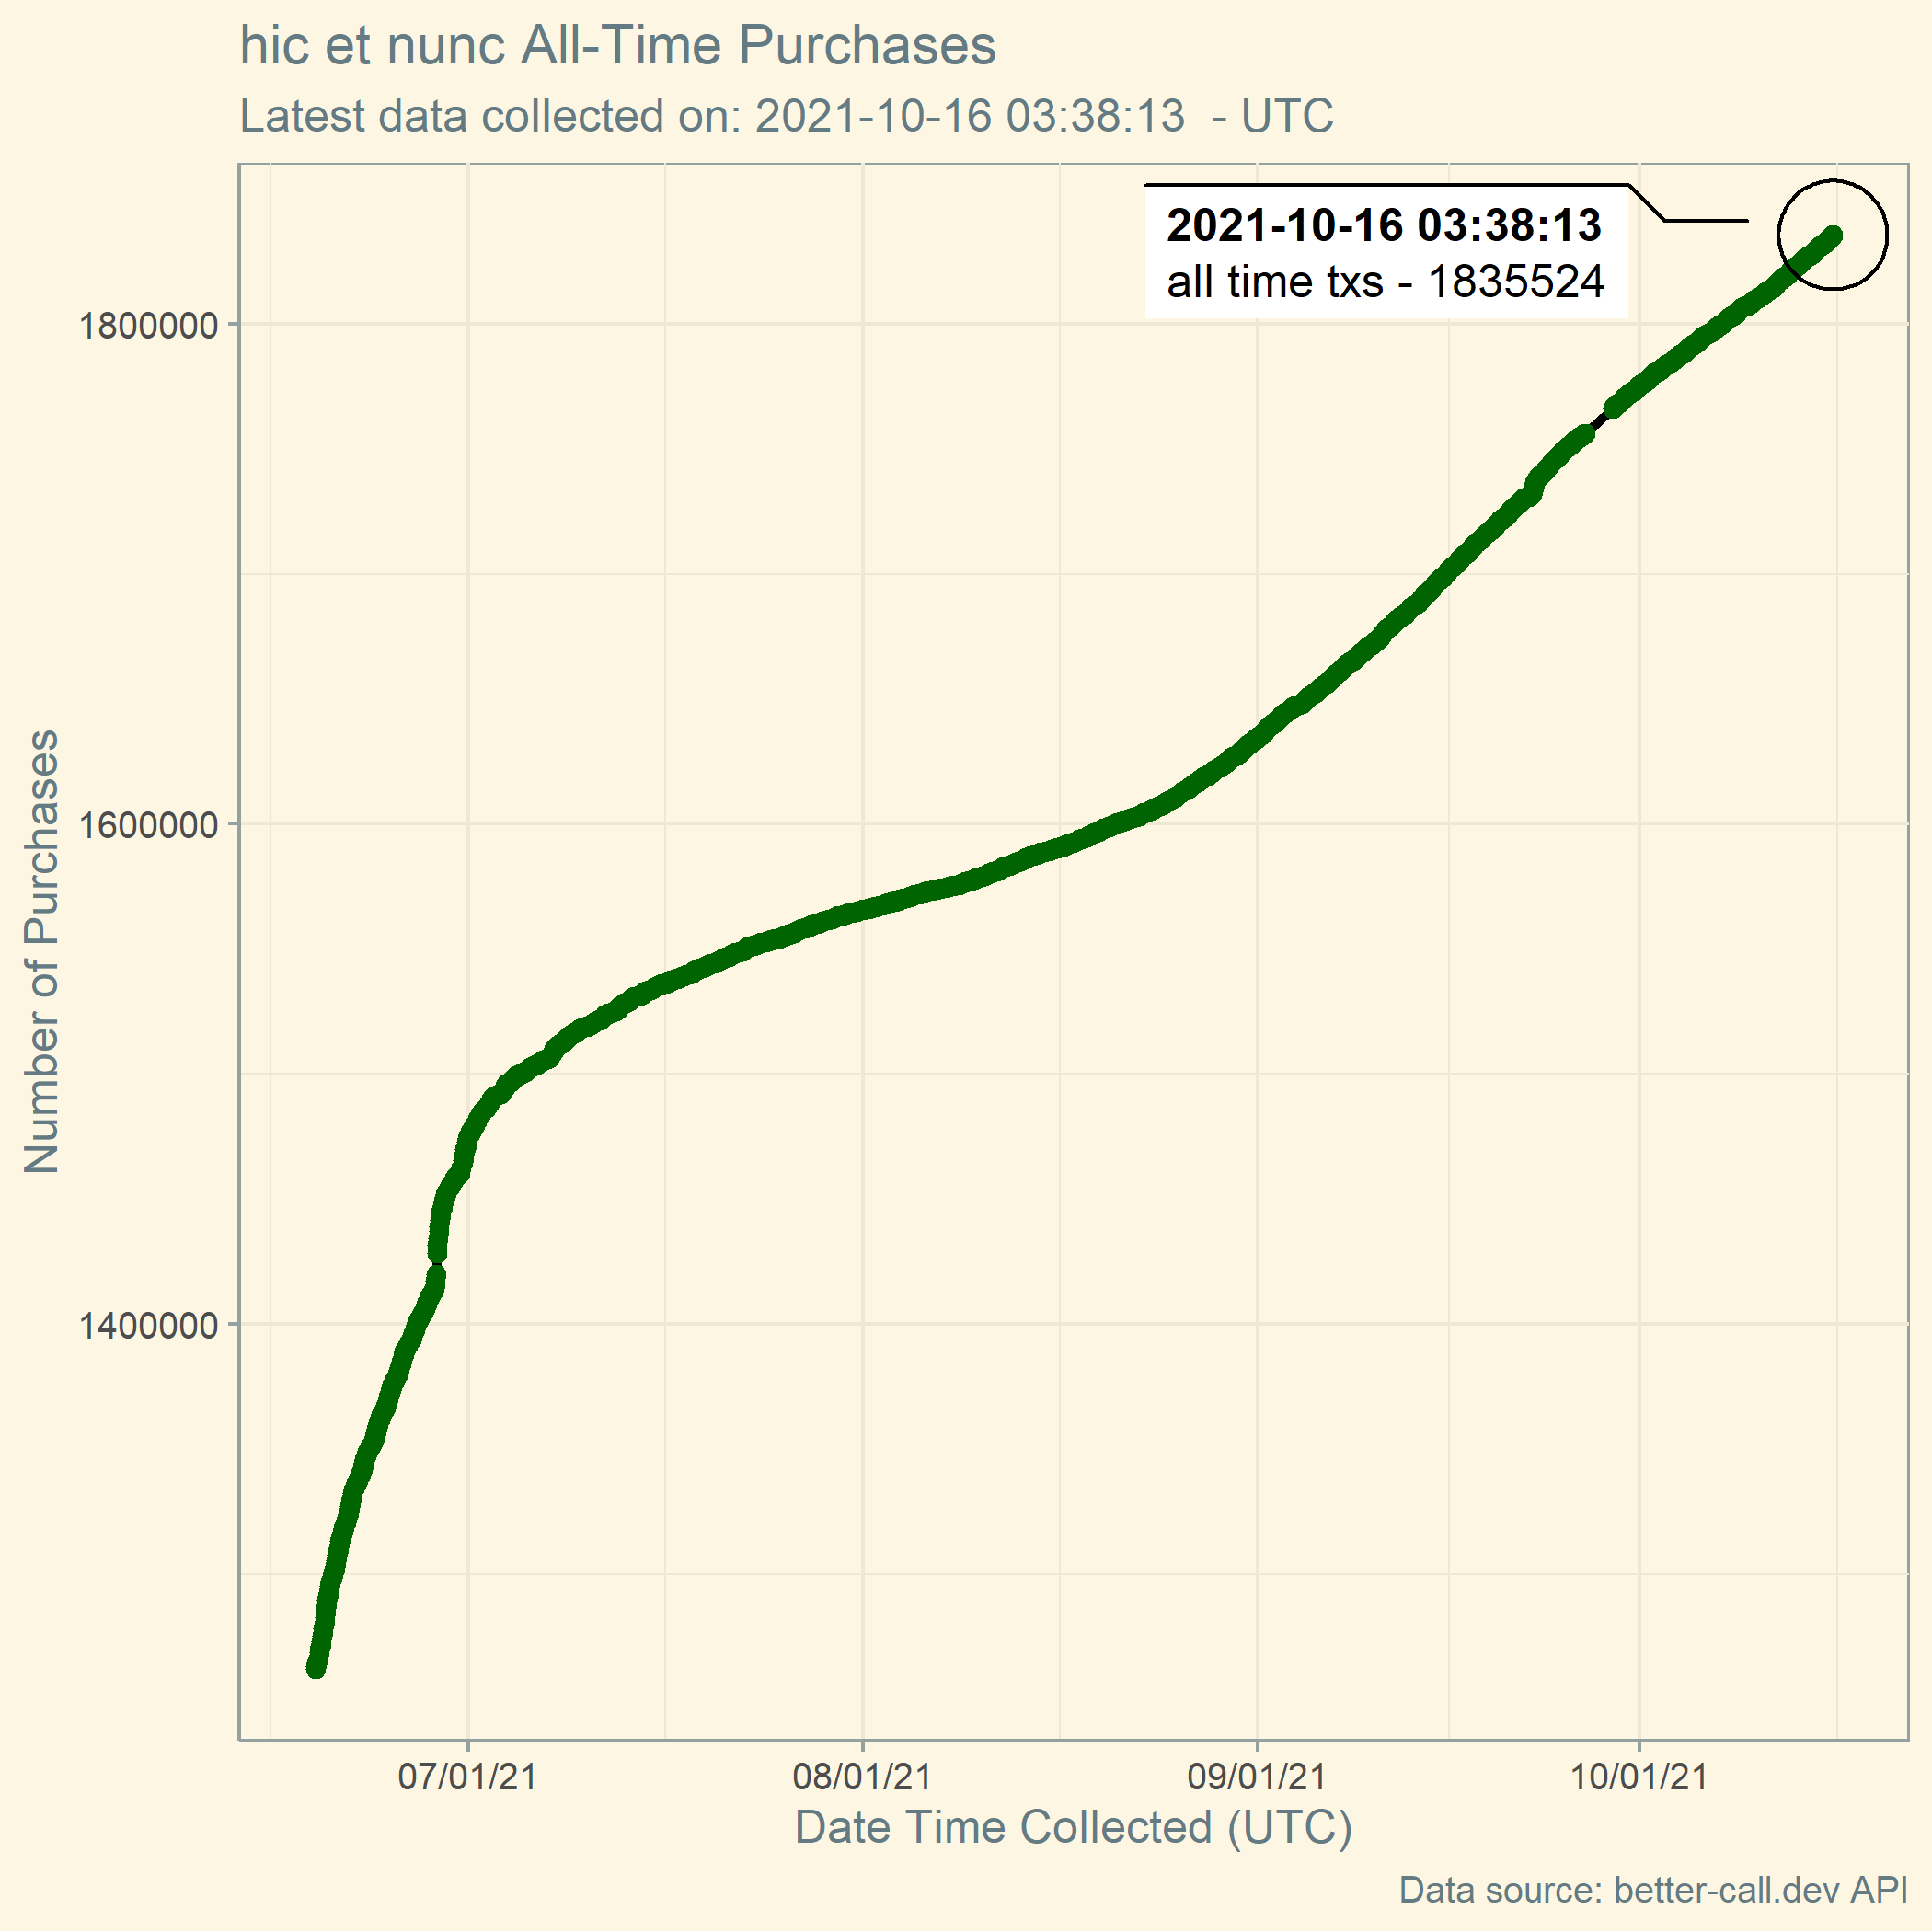 hic et nunc All-Time Purchases
Latest data collected on: 2021-10-16 03:38:13  - UTC
2021-10-16 03:38:13
all time txs - 1835524
1800000
1600000
1400000
Number of Purchases
07/01/21
08/01/21
09/01/21
10/01/21
Date Time Collected (UTC)
Data source: better-call.dev API